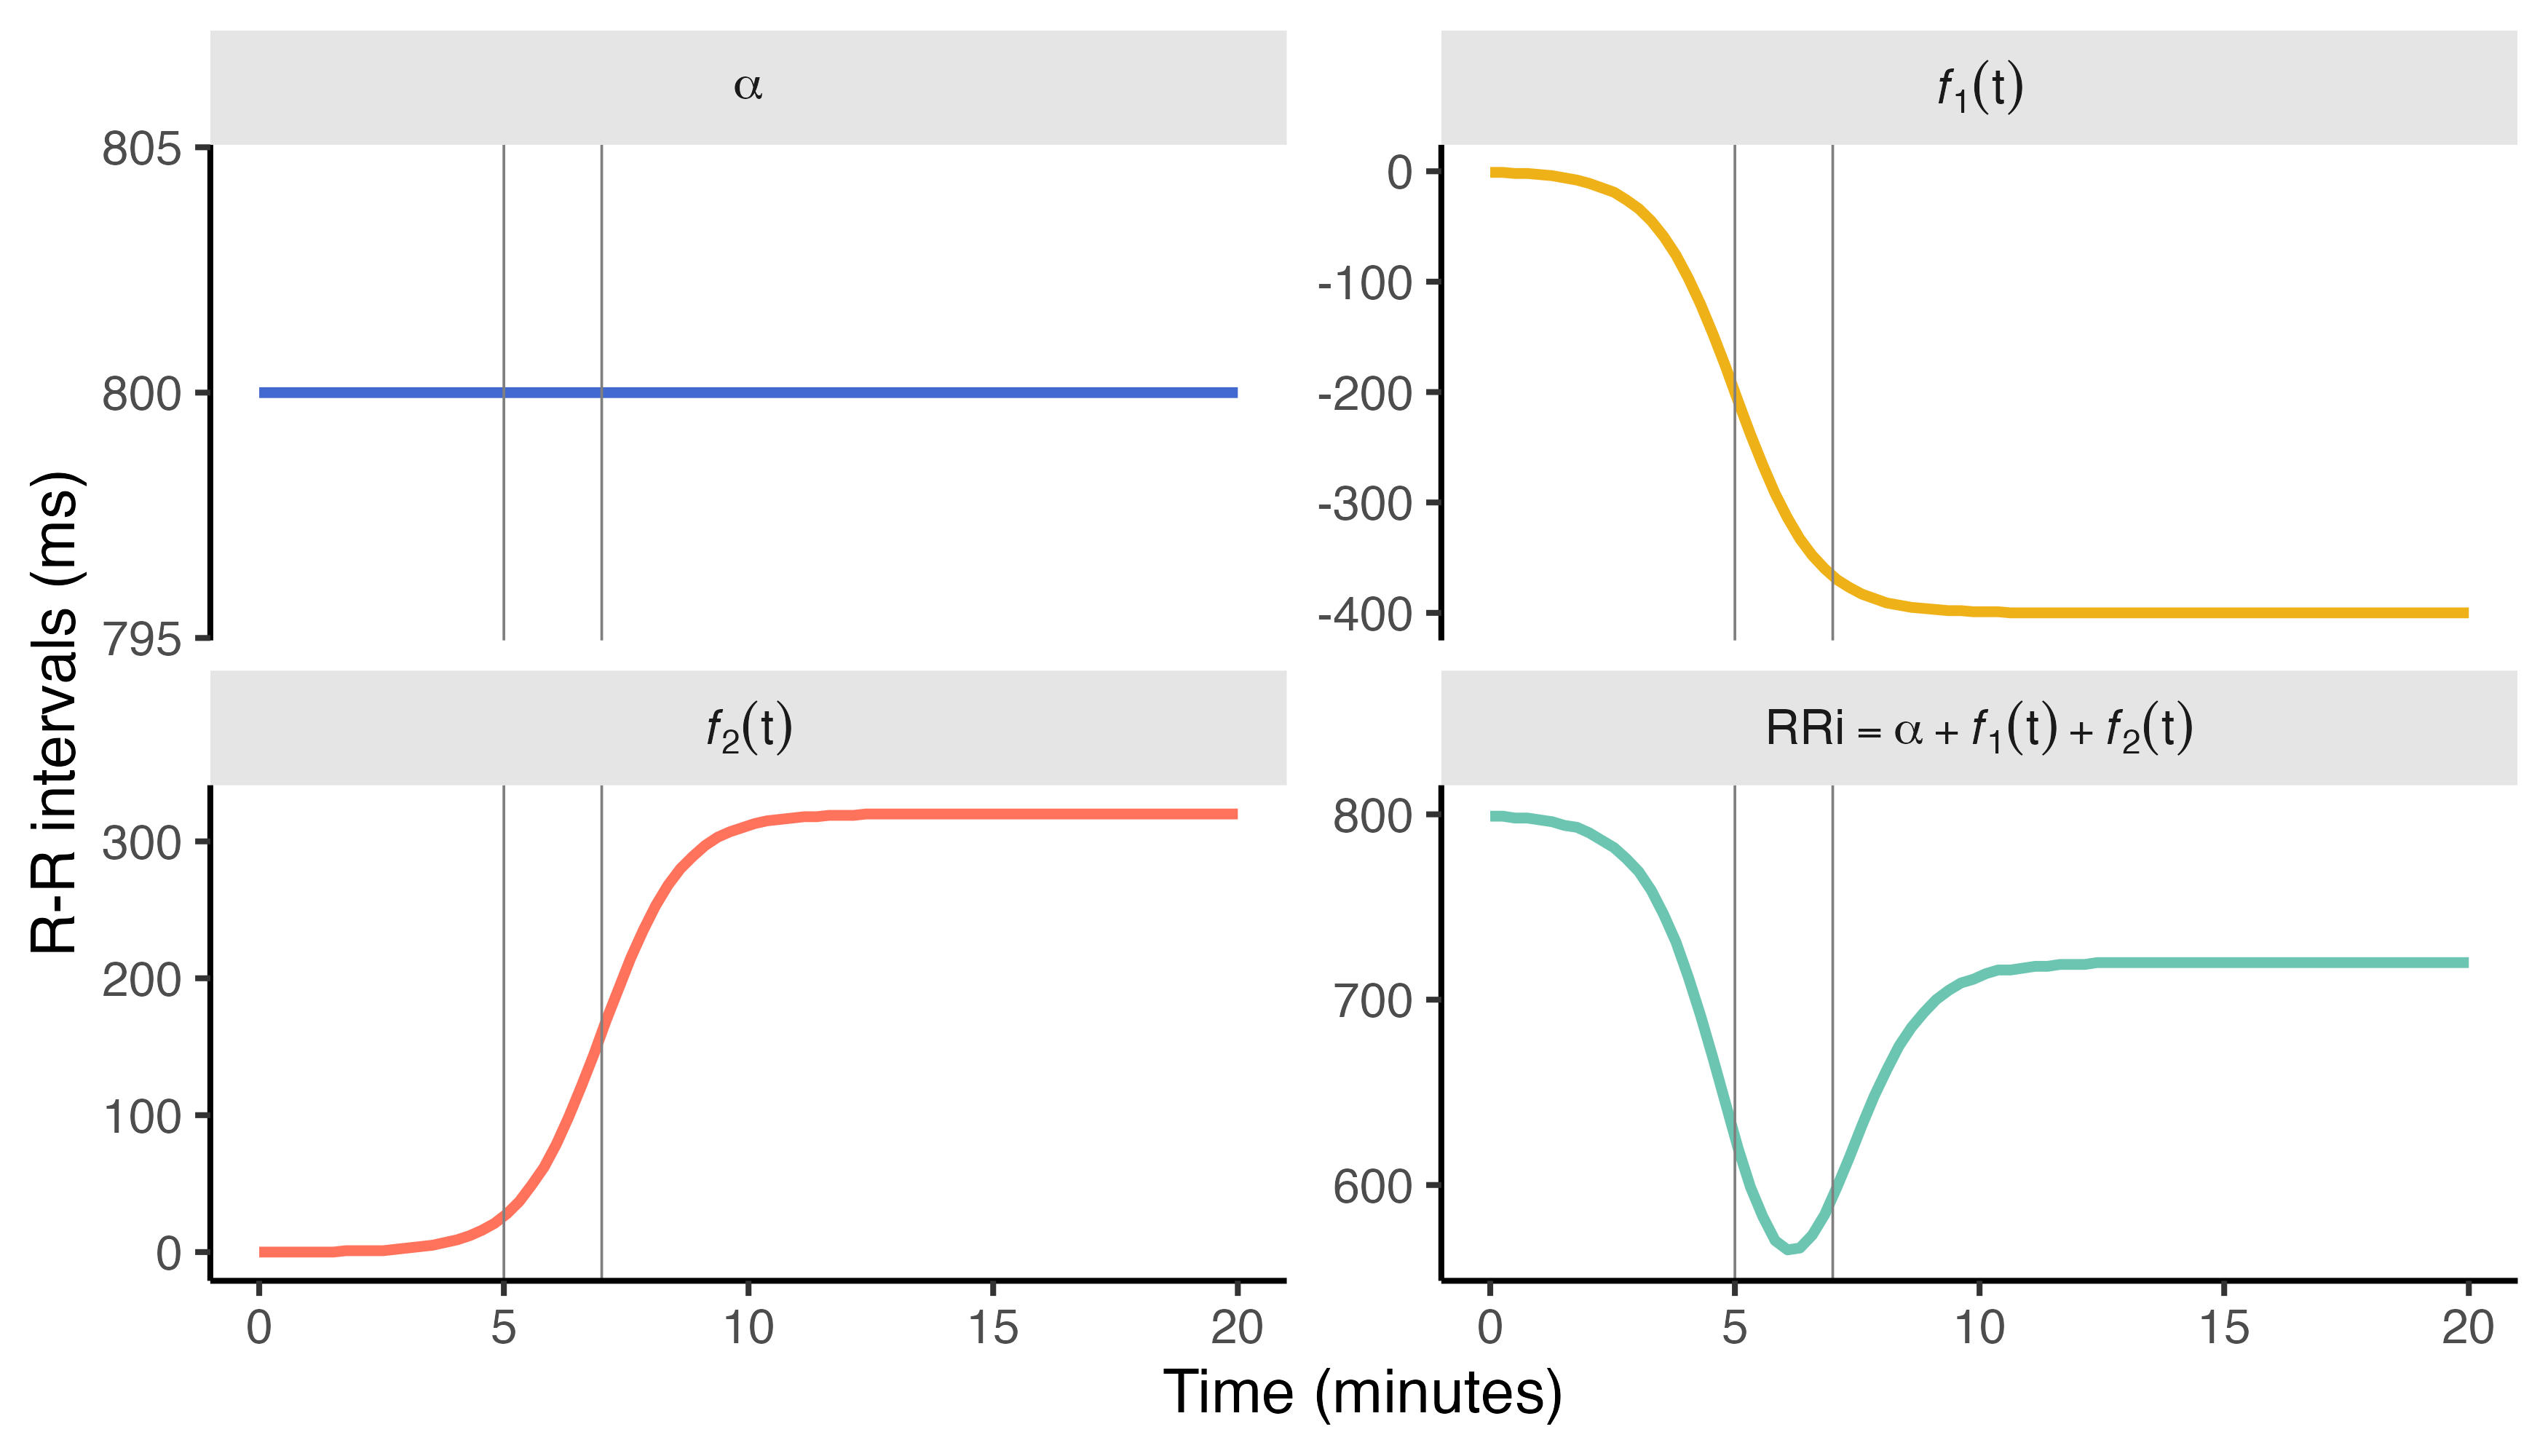 R-R intervals (ms)
α
805
800
795
f₁(t)
0
-100
-200
-300
-400
f₂(t)
300
200
100
0
0 5 10 15 20
RRi = α + f₁(t) + f₂(t)
800
700
600
0 5 10 15 20
Time (minutes)